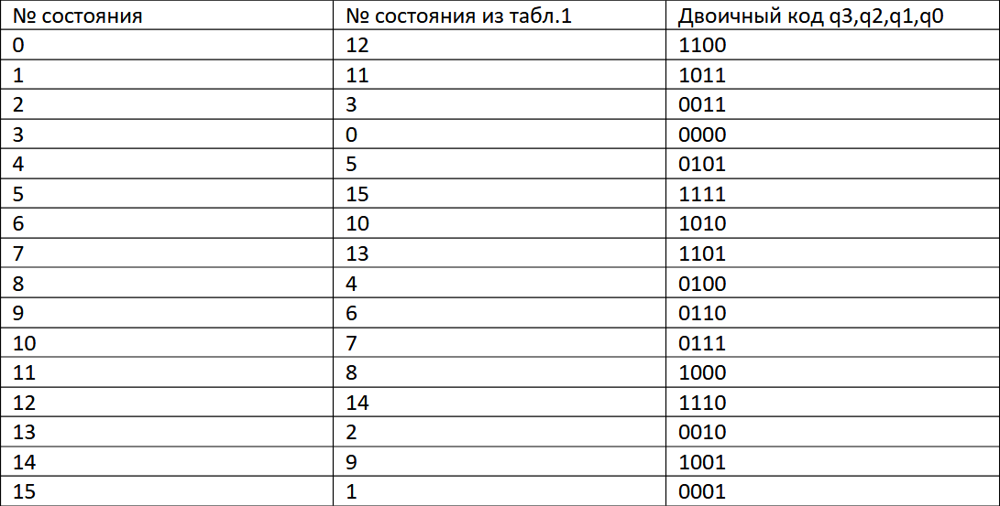 № состояния № состояния из табл.1 Двоичный код q3,q2,q1,q0
0 12 1100
1 11 1011
2 3 0011
3 0 0000
4 5 0101
5 15 1111
6 10 1010
7 13 1101
8 4 0100
9 6 0110
10 7 0111
11 8 1000
12 14 1110
13 2 0010
14 9 1001
15 1 0001